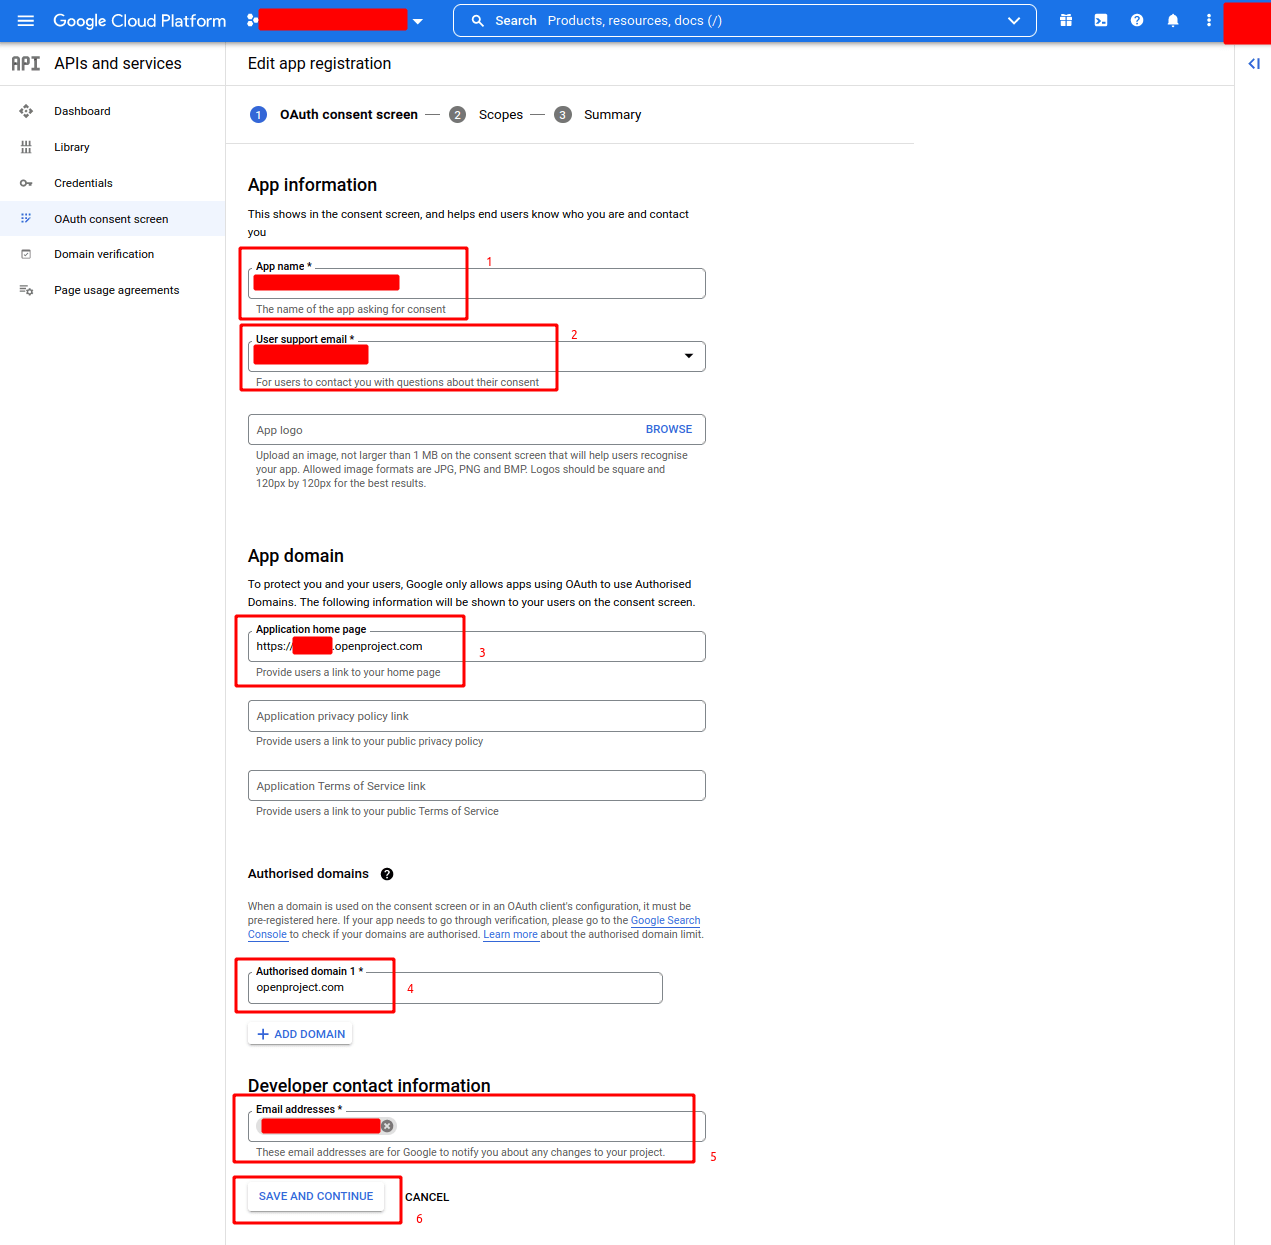 Google Cloud Platform
Search Products, resources, docs (/)
API APIs and services
Edit app registration
Dashboard
Library
Credentials
OAuth consent screen
Domain verification
Page usage agreements
1 OAuth consent screen — 2 Scopes — 3 Summary
App information
This shows in the consent screen, and helps end users know who you are and contact
you
App name *
1
The name of the app asking for consent
User support email *
2
For users to contact you with questions about their consent
App logo
BROWSE
Upload an image, not larger than 1 MB on the consent screen that will help users recognise
your app. Allowed image formats are JPG, PNG and BMP. Logos should be square and
120px by 120px for the best results.
App domain
To protect you and your users, Google only allows apps using OAuth to use Authorised
Domains. The following information will be shown to your users on the consent screen.
Application home page
https:// .openproject.com
3
Provide users a link to your home page
Application privacy policy link
Provide users a link to your public privacy policy
Application Terms of Service link
Provide users a link to your public Terms of Service
Authorised domains
When a domain is used on the consent screen or in an OAuth client's configuration, it must be
pre-registered here. If your app needs to go through verification, please go to the Google Search
Console to check if your domains are authorised. Learn more about the authorised domain limit.
Authorised domain 1 *
openproject.com
4
+ ADD DOMAIN
Developer contact information
Email addresses *
These email addresses are for Google to notify you about any changes to your project.
5
SAVE AND CONTINUE
CANCEL
6